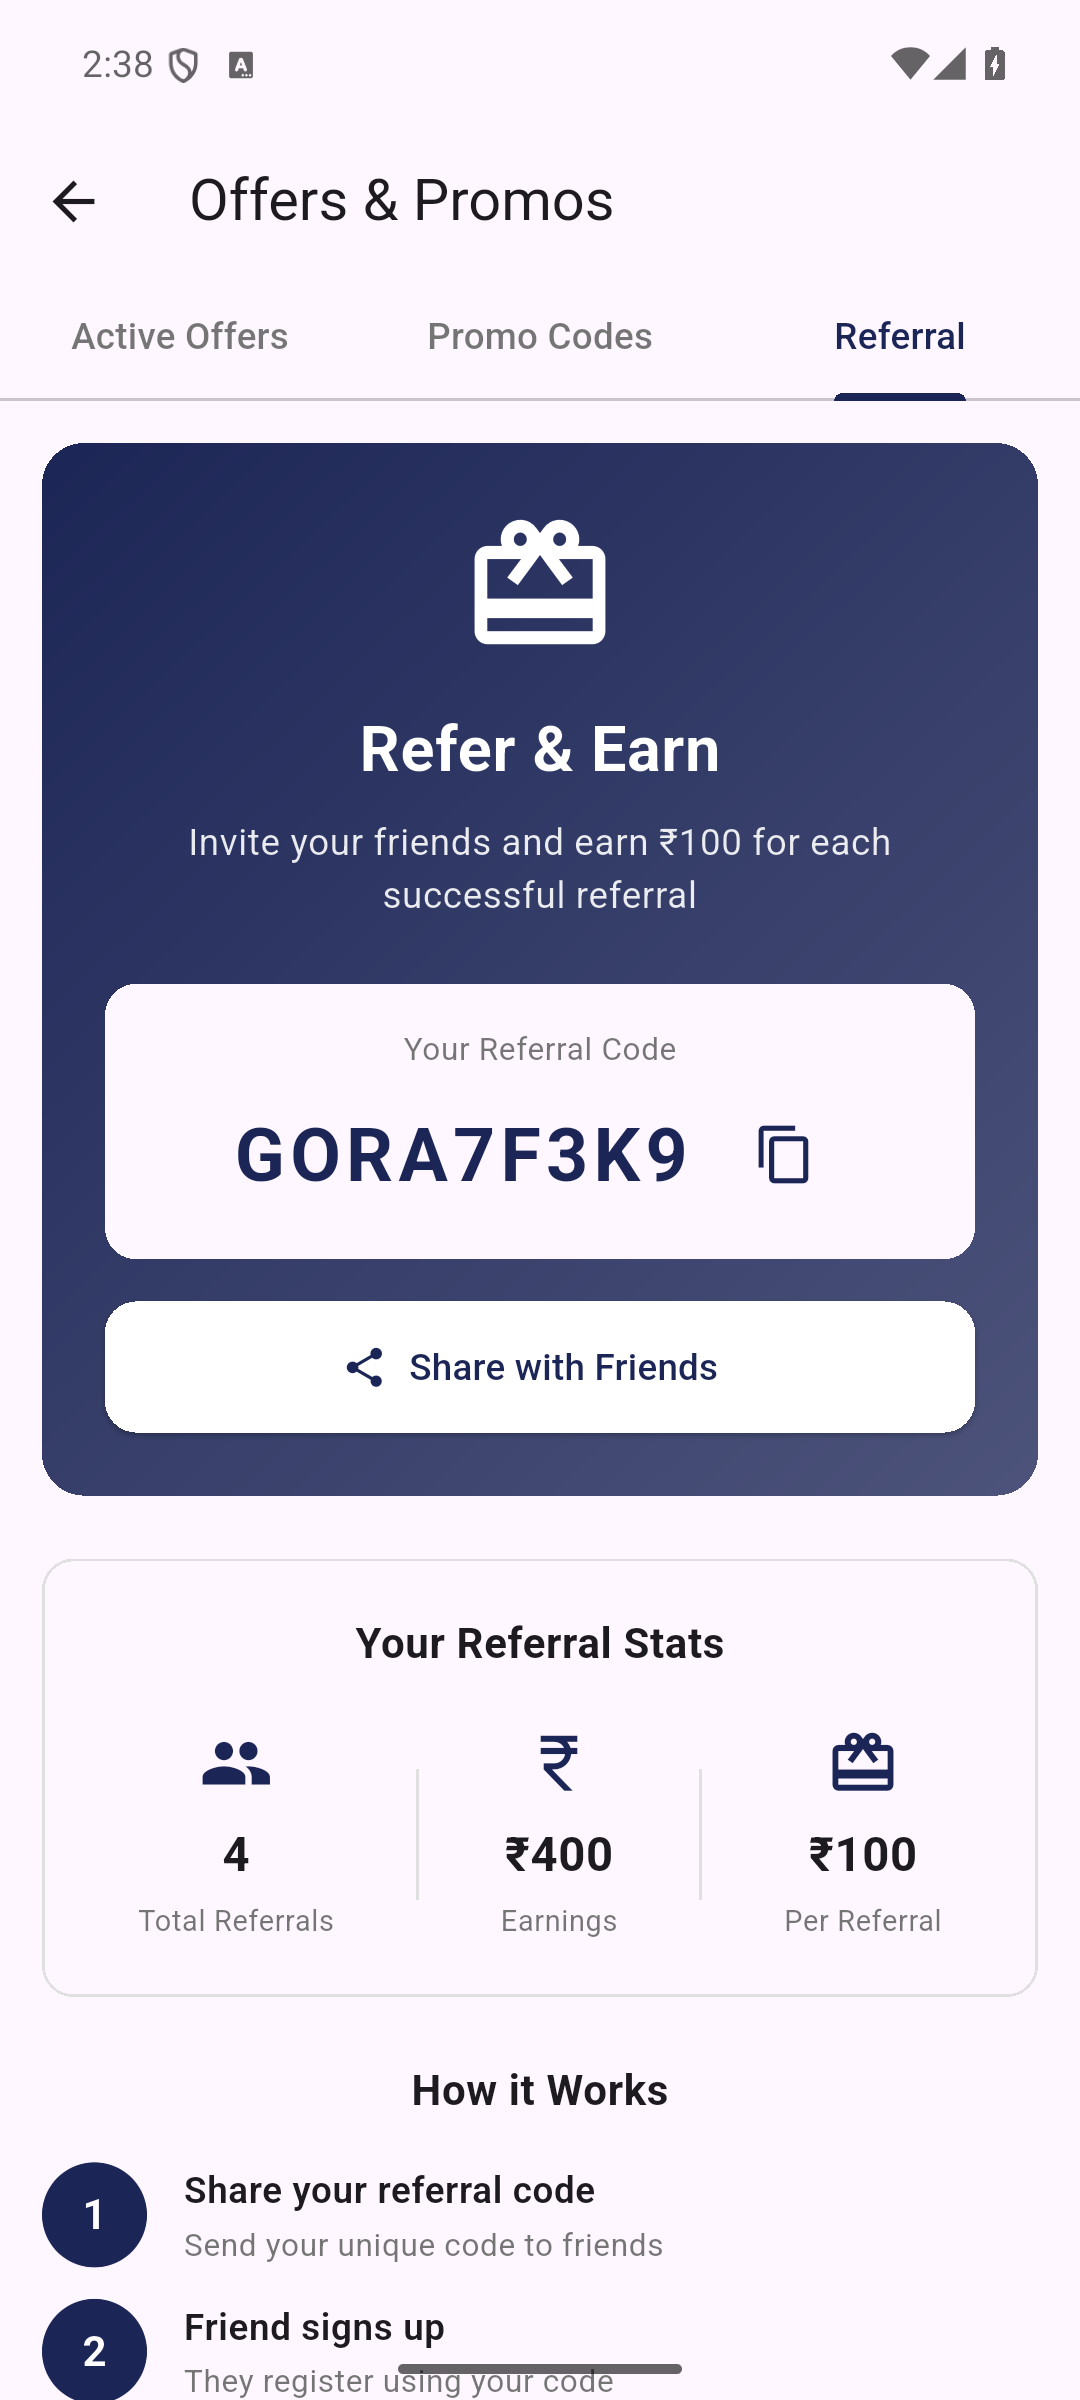 2:38
Offers & Promos
Active Offers
Promo Codes
Referral
Refer & Earn
Invite your friends and earn ₹100 for each
successful referral
Your Referral Code
GORA7F3K9
Share with Friends
Your Referral Stats
4
₹400
₹100
Total Referrals
Earnings
Per Referral
How it Works
1
Share your referral code
Send your unique code to friends
2
Friend signs up
They register using your code